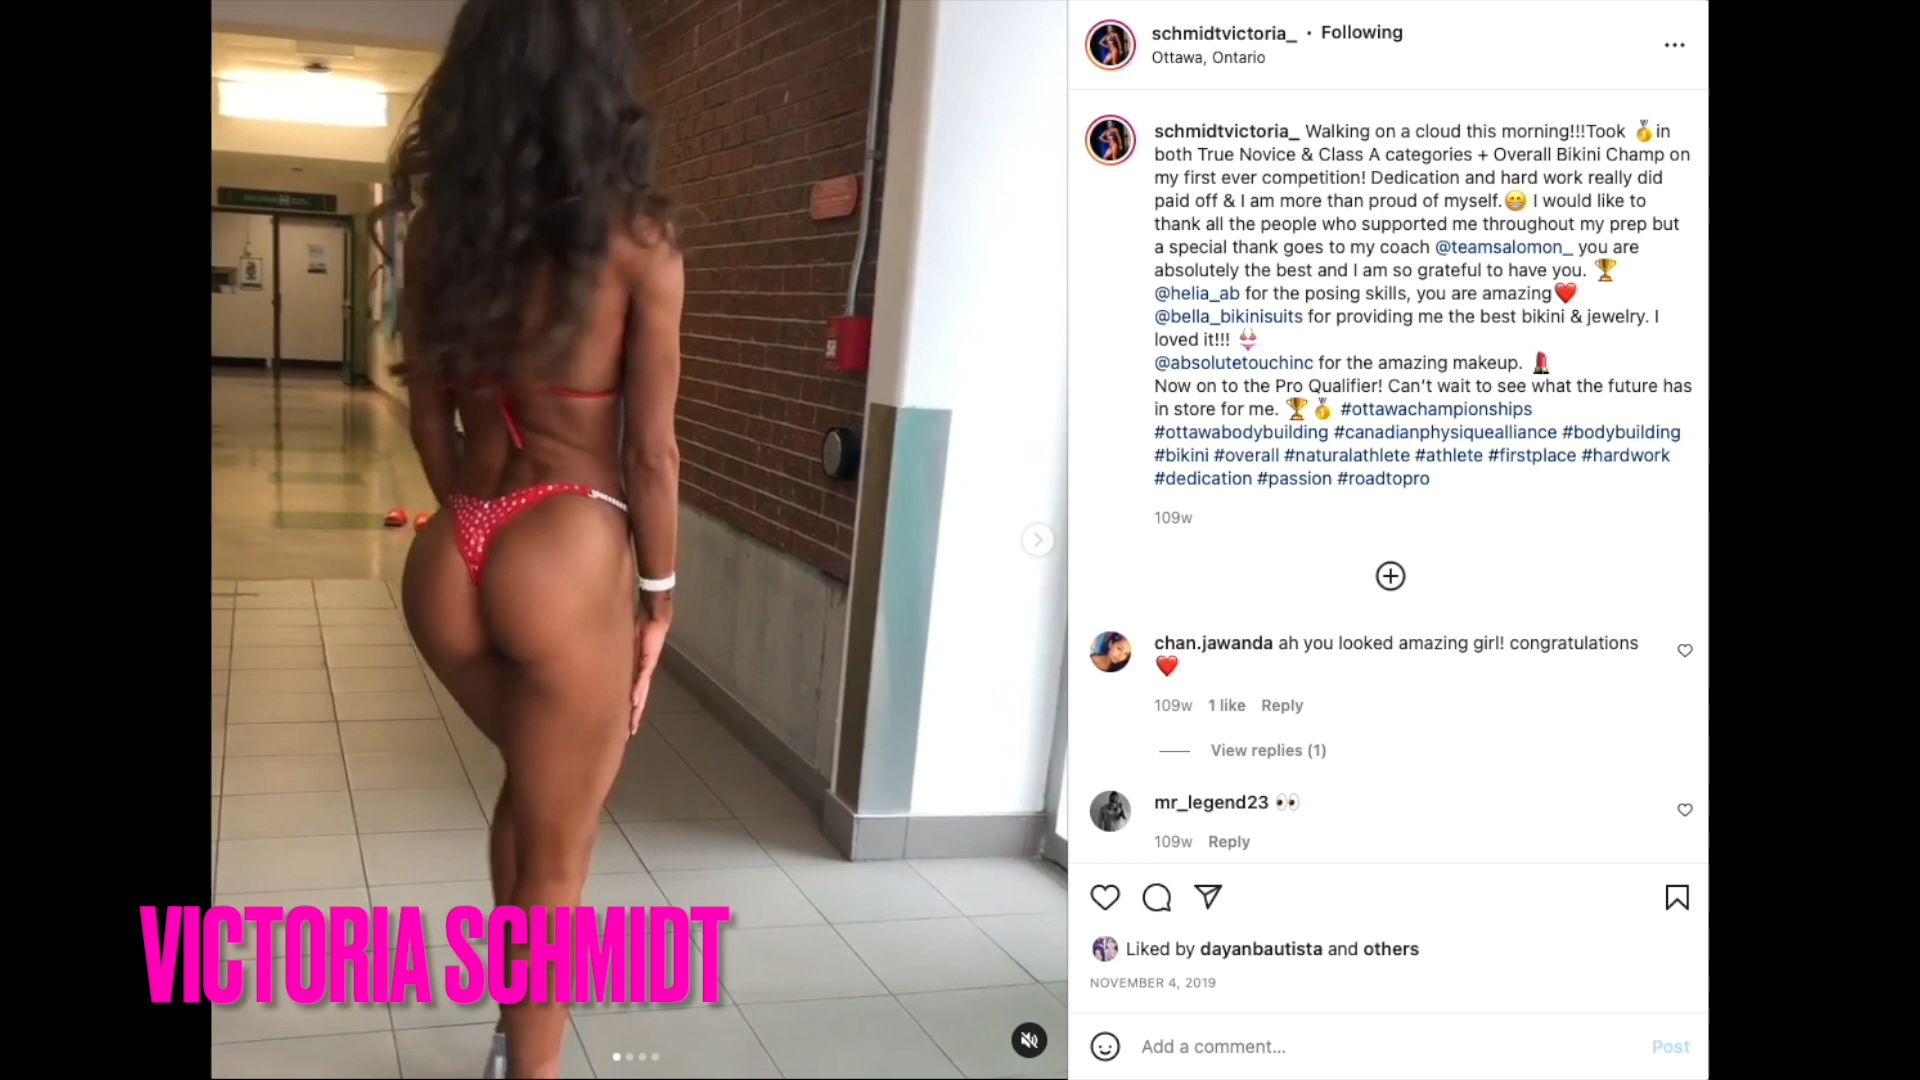 schmidtvictoria_ • Following
Ottawa, Ontario
schmidtvictoria_ Walking on a cloud this morning!!!Took 🥇in
both True Novice & Class A categories + Overall Bikini Champ on
my first ever competition! Dedication and hard work really did
paid off & I am more than proud of myself.😁 I would like to
thank all the people who supported me throughout my prep but
a special thank goes to my coach @teamsalomon_ you are
absolutely the best and I am so grateful to have you. 🏆
@helia_ab for the posing skills, you are amazing❤️
@bella_bikinisuits for providing me the best bikini & jewelry. I
loved it!!! 👙
@absolutetouchinc for the amazing makeup. 💄
Now on to the Pro Qualifier! Can't wait to see what the future has
in store for me. 🏆🥇 #ottawachampionships
#ottawabodybuilding #canadianphysiquealliance #bodybuilding
#bikini #overall #naturalathlete #athlete #firstplace #hardwork
#dedication #passion #roadtopro
109w
chan.jawanda ah you looked amazing girl! congratulations
❤️
109w 1 like Reply
View replies (1)
mr_legend23 👀
109w Reply
Liked by dayanbautista and others
NOVEMBER 4, 2019
Add a comment... Post
VICTORIA SCHMIDT